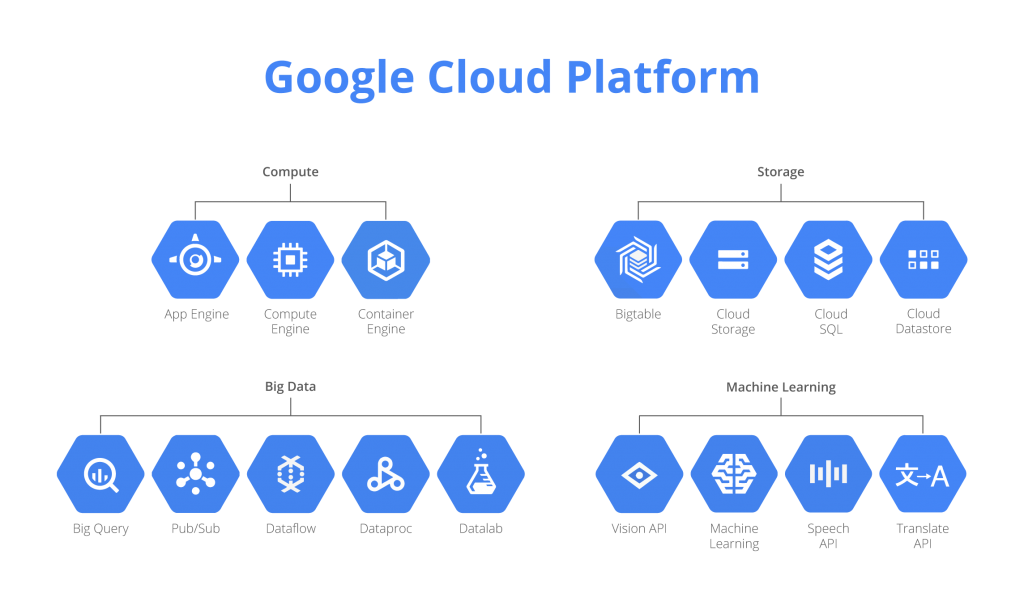 Google Cloud Platform
Compute
App Engine
Compute
Engine
Container
Engine
Storage
Bigtable
Cloud
Storage
Cloud
SQL
Cloud
Datastore
Big Data
Big Query
Pub/Sub
Dataflow
Dataproc
Datalab
Machine Learning
文→A
Vision API
Machine
Learning
Speech
API
Translate
API